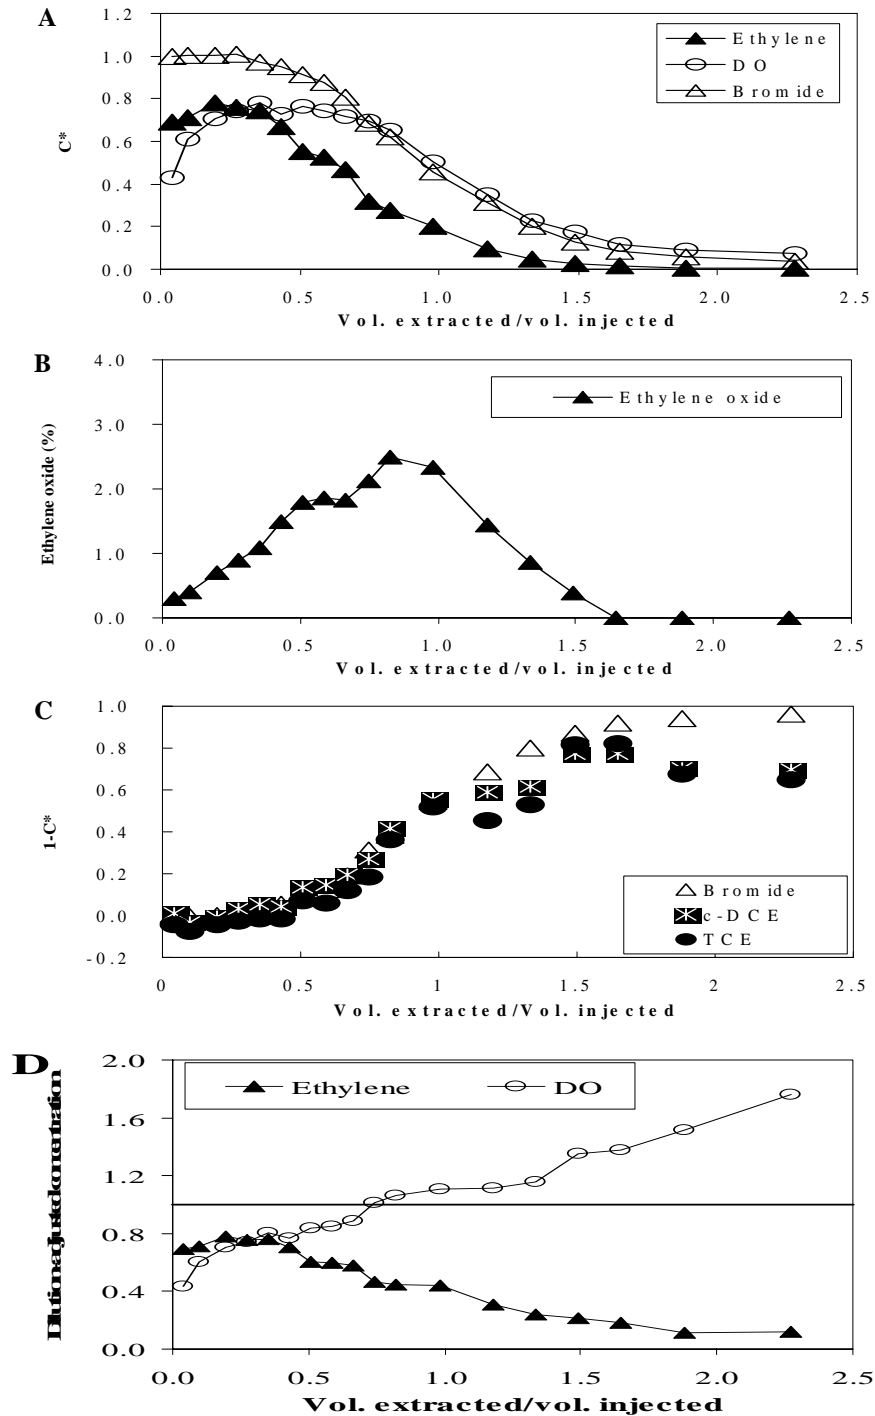 A
1.2
1.0
0.8
0.6
0.4
0.2
0.0
C*
Ethylene
DO
Bromide
0.0 0.5 1.0 1.5 2.0 2.5
Vol. extracted/vol. injected
B
4.0
3.0
2.0
1.0
0.0
Ethylene oxide (%)
Ethylene oxide
0.0 0.5 1.0 1.5 2.0 2.5
Vol. extracted/vol. injected
C
1.0
0.8
0.6
0.4
0.2
0.0
-0.2
1-C*
Bromide
c-DCE
TCE
0 0.5 1 1.5 2 2.5
Vol. extracted/Vol. injected
D
2.0
1.6
1.2
0.8
0.4
0.0
Dilution adjusted concentration
Ethylene DO
0.0 0.5 1.0 1.5 2.0 2.5
Vol. extracted/vol. injected